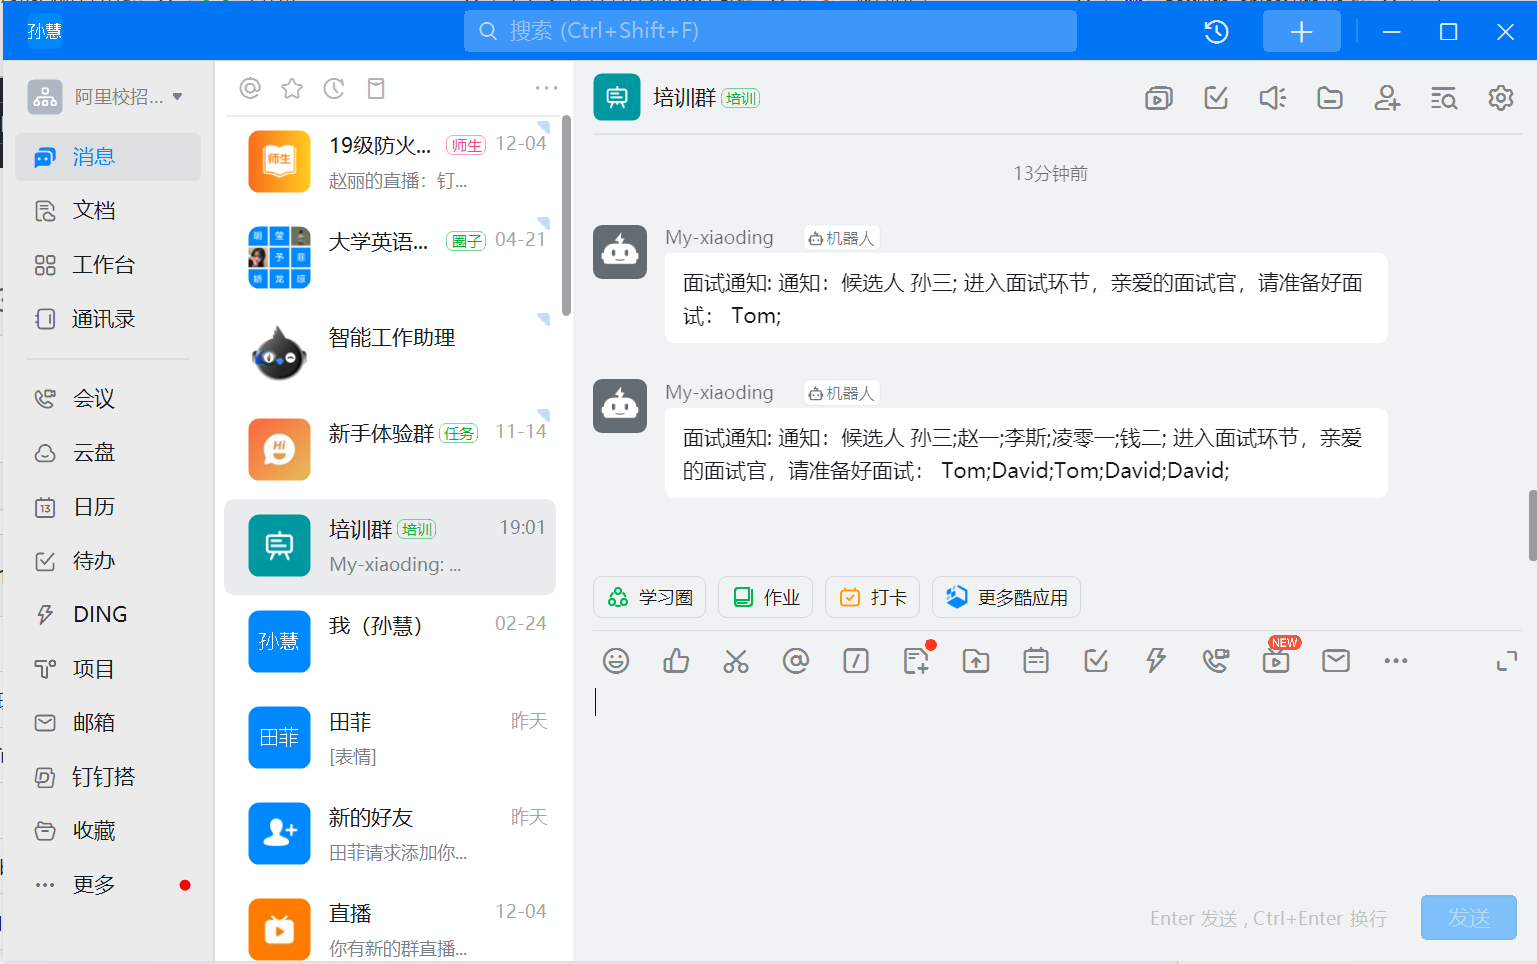 孙慧
搜索 (Ctrl+Shift+F)
阿里校招...
消息
文档
工作台
通讯录
会议
云盘
13
日历
待办
DING
项目
邮箱
钉钉搭
收藏
更多
师生
19级防火... 师生 12-04
赵丽的直播：钉...
明 莹
予 菲
娇 龙 琼
大学英语... 圈子 04-21
智能工作助理
Hi
新手体验群 任务 11-14
培训群 培训 19:01
My-xiaoding: ...
孙慧
我（孙慧） 02-24
田菲
田菲 昨天
[表情]
新的好友 昨天
田菲请求添加你...
直播 12-04
你有新的群直播...
培训群 培训
13分钟前
My-xiaoding 机器人
面试通知: 通知：候选人 孙三; 进入面试环节，亲爱的面试官，请准备好面
试： Tom;
My-xiaoding 机器人
面试通知: 通知：候选人 孙三;赵一;李斯;凌零一;钱二; 进入面试环节，亲爱
的面试官，请准备好面试： Tom;David;Tom;David;David;
学习圈 作业 打卡 更多酷应用
NEW
Enter 发送 , Ctrl+Enter 换行 发送